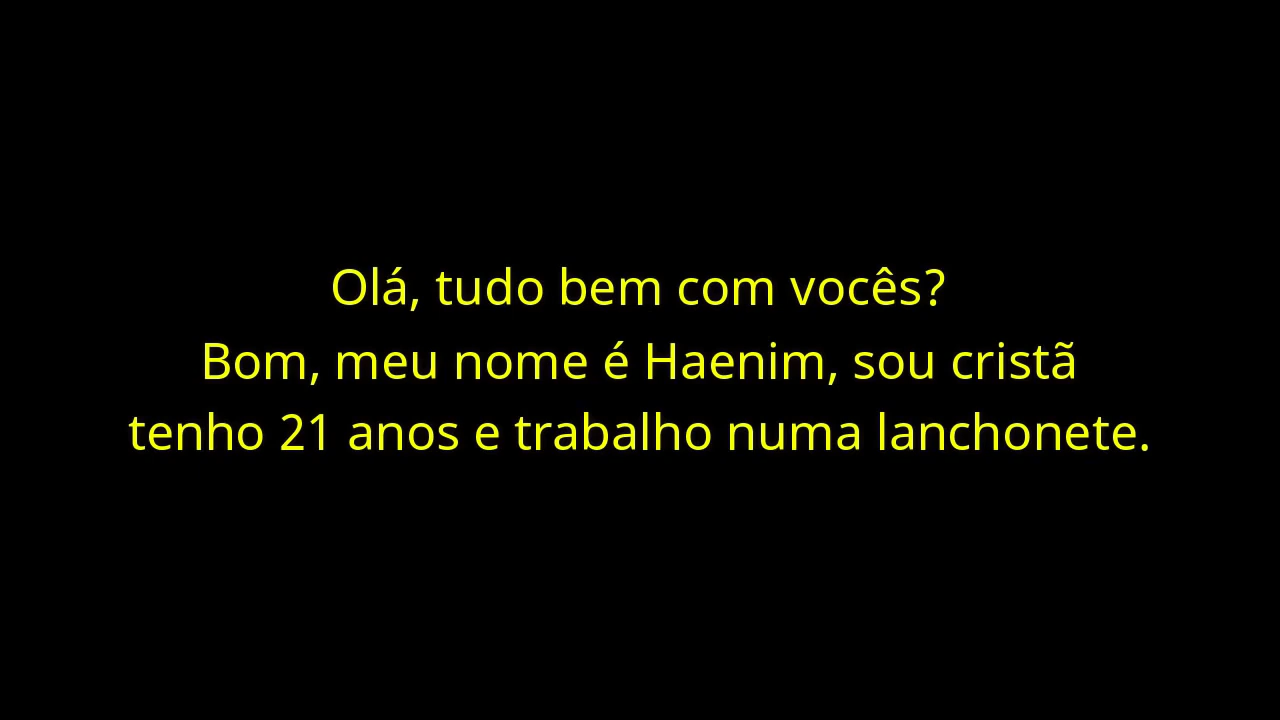 Olá, tudo bem com vocês?
Bom, meu nome é Haenim, sou cristã
tenho 21 anos e trabalho numa lanchonete.